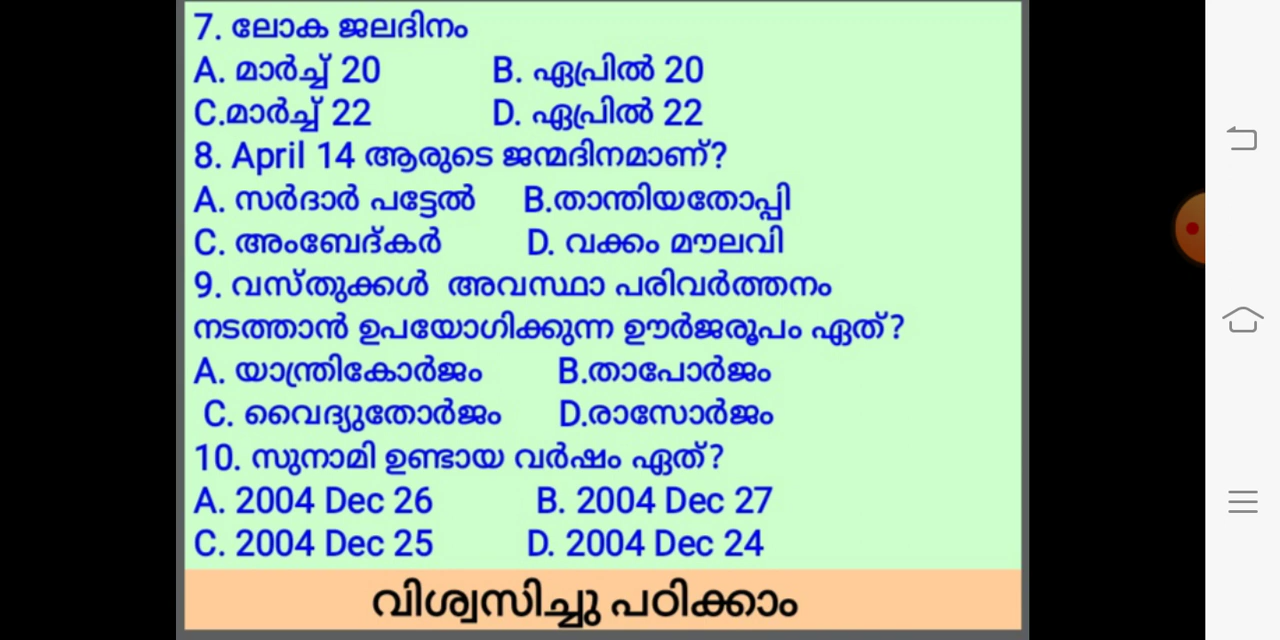 7. ലോക ജലദിനം
A. മാർച്ച് 20 B. ഏപ്രിൽ 20
C.മാർച്ച് 22 D. ഏപ്രിൽ 22
8. April 14 ആരുടെ ജന്മദിനമാണ്?
A. സർദാർ പട്ടേൽ B.താന്തിയതോപ്പി
C. അംബേദ്കർ D. വക്കം മൗലവി
9. വസ്തുക്കൾ അവസ്ഥാ പരിവർത്തനം
നടത്താൻ ഉപയോഗിക്കുന്ന ഊർജരൂപം ഏത്?
A. യാന്ത്രികോർജം B.താപോർജം
C. വൈദ്യുതോർജം D.രാസോർജം
10. സുനാമി ഉണ്ടായ വർഷം ഏത്?
A. 2004 Dec 26 B. 2004 Dec 27
C. 2004 Dec 25 D. 2004 Dec 24
വിശ്വസിച്ചു പഠിക്കാം